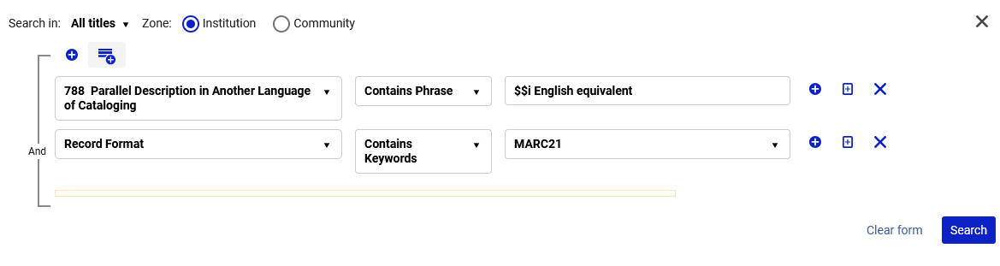 Search in: All titles Zone: Institution Community
788 Parallel Description in Another Language of Cataloging Contains Phrase $$i English equivalent
And
Record Format Contains Keywords MARC21
Clear form Search